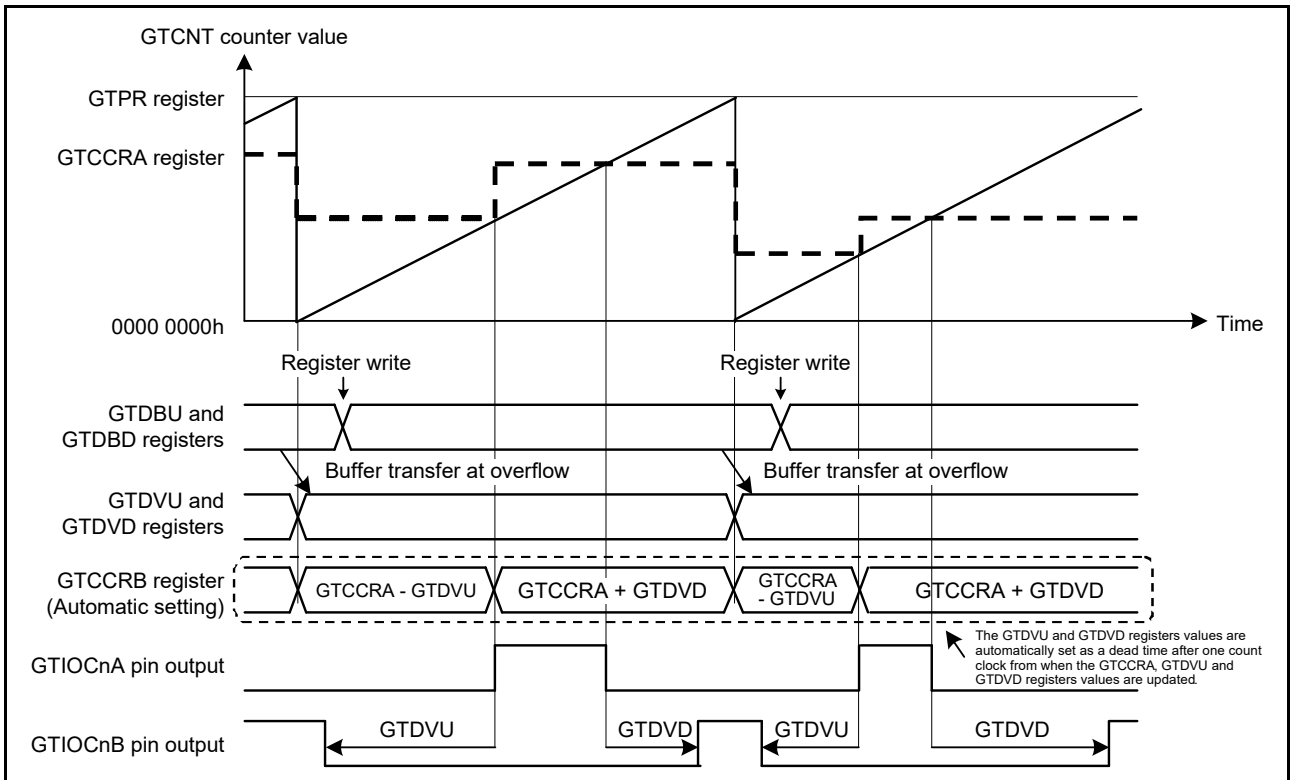 GTCNT counter value
GTPR register
GTCCRA register
0000 0000h
Time
Register write
Register write
GTDBU and
GTDBD registers
Buffer transfer at overflow
Buffer transfer at overflow
GTDVU and
GTDVD registers
GTCCRB register
(Automatic setting)
GTCCRA - GTDVU
GTCCRA + GTDVD
GTCCRA
- GTDVU
GTCCRA + GTDVD
The GTDVU and GTDVD registers values are
automatically set as a dead time after one count
clock from when the GTCCRA, GTDVU and
GTDVD registers values are updated.
GTIOCnA pin output
GTIOCnB pin output
GTDVU
GTDVD
GTDVU
GTDVD